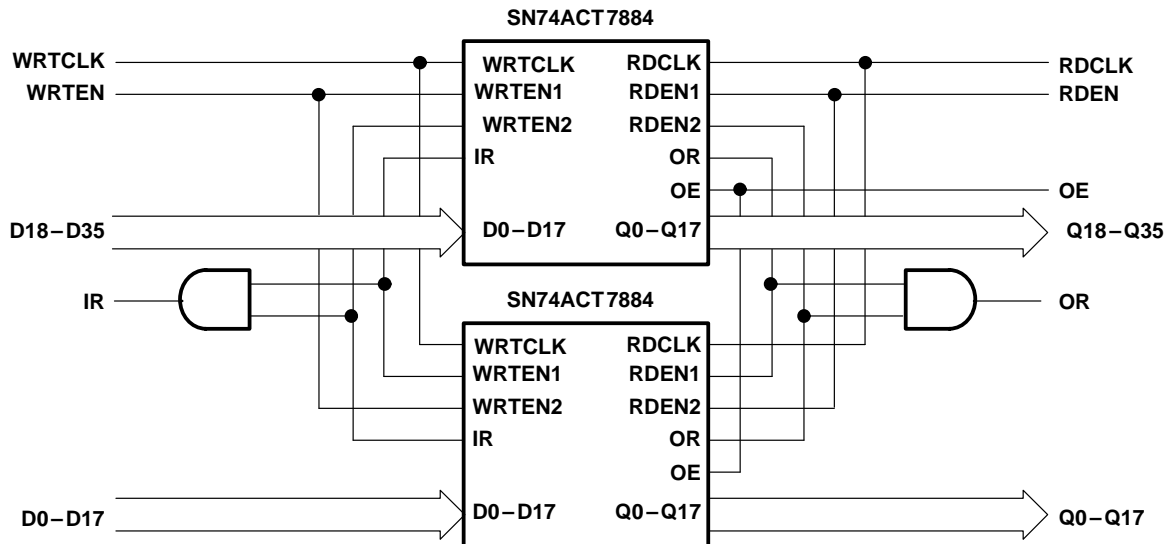 SN74ACT7884
WRTCLK
WRTEN
WRTCLK
WRTEN1
WRTEN2
IR
D0–D17
RDCLK
RDEN1
RDEN2
OR
OE
Q0–Q17
RDCLK
RDEN
OE
D18–D35
Q18–Q35
IR
OR
SN74ACT7884
WRTCLK
WRTEN1
WRTEN2
IR
D0–D17
RDCLK
RDEN1
RDEN2
OR
OE
Q0–Q17
D0–D17
Q0–Q17